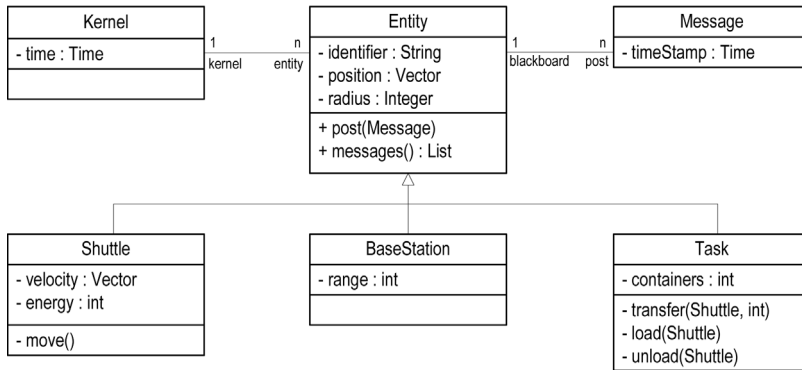 Kernel
- time : Time
1
n
kernel
entity
Entity
- identifier : String
- position : Vector
- radius : Integer
+ post(Message)
+ messages() : List
1
n
blackboard
post
Message
- timeStamp : Time
Shuttle
- velocity : Vector
- energy : int
- move()
BaseStation
- range : int
Task
- containers : int
- transfer(Shuttle, int)
- load(Shuttle)
- unload(Shuttle)